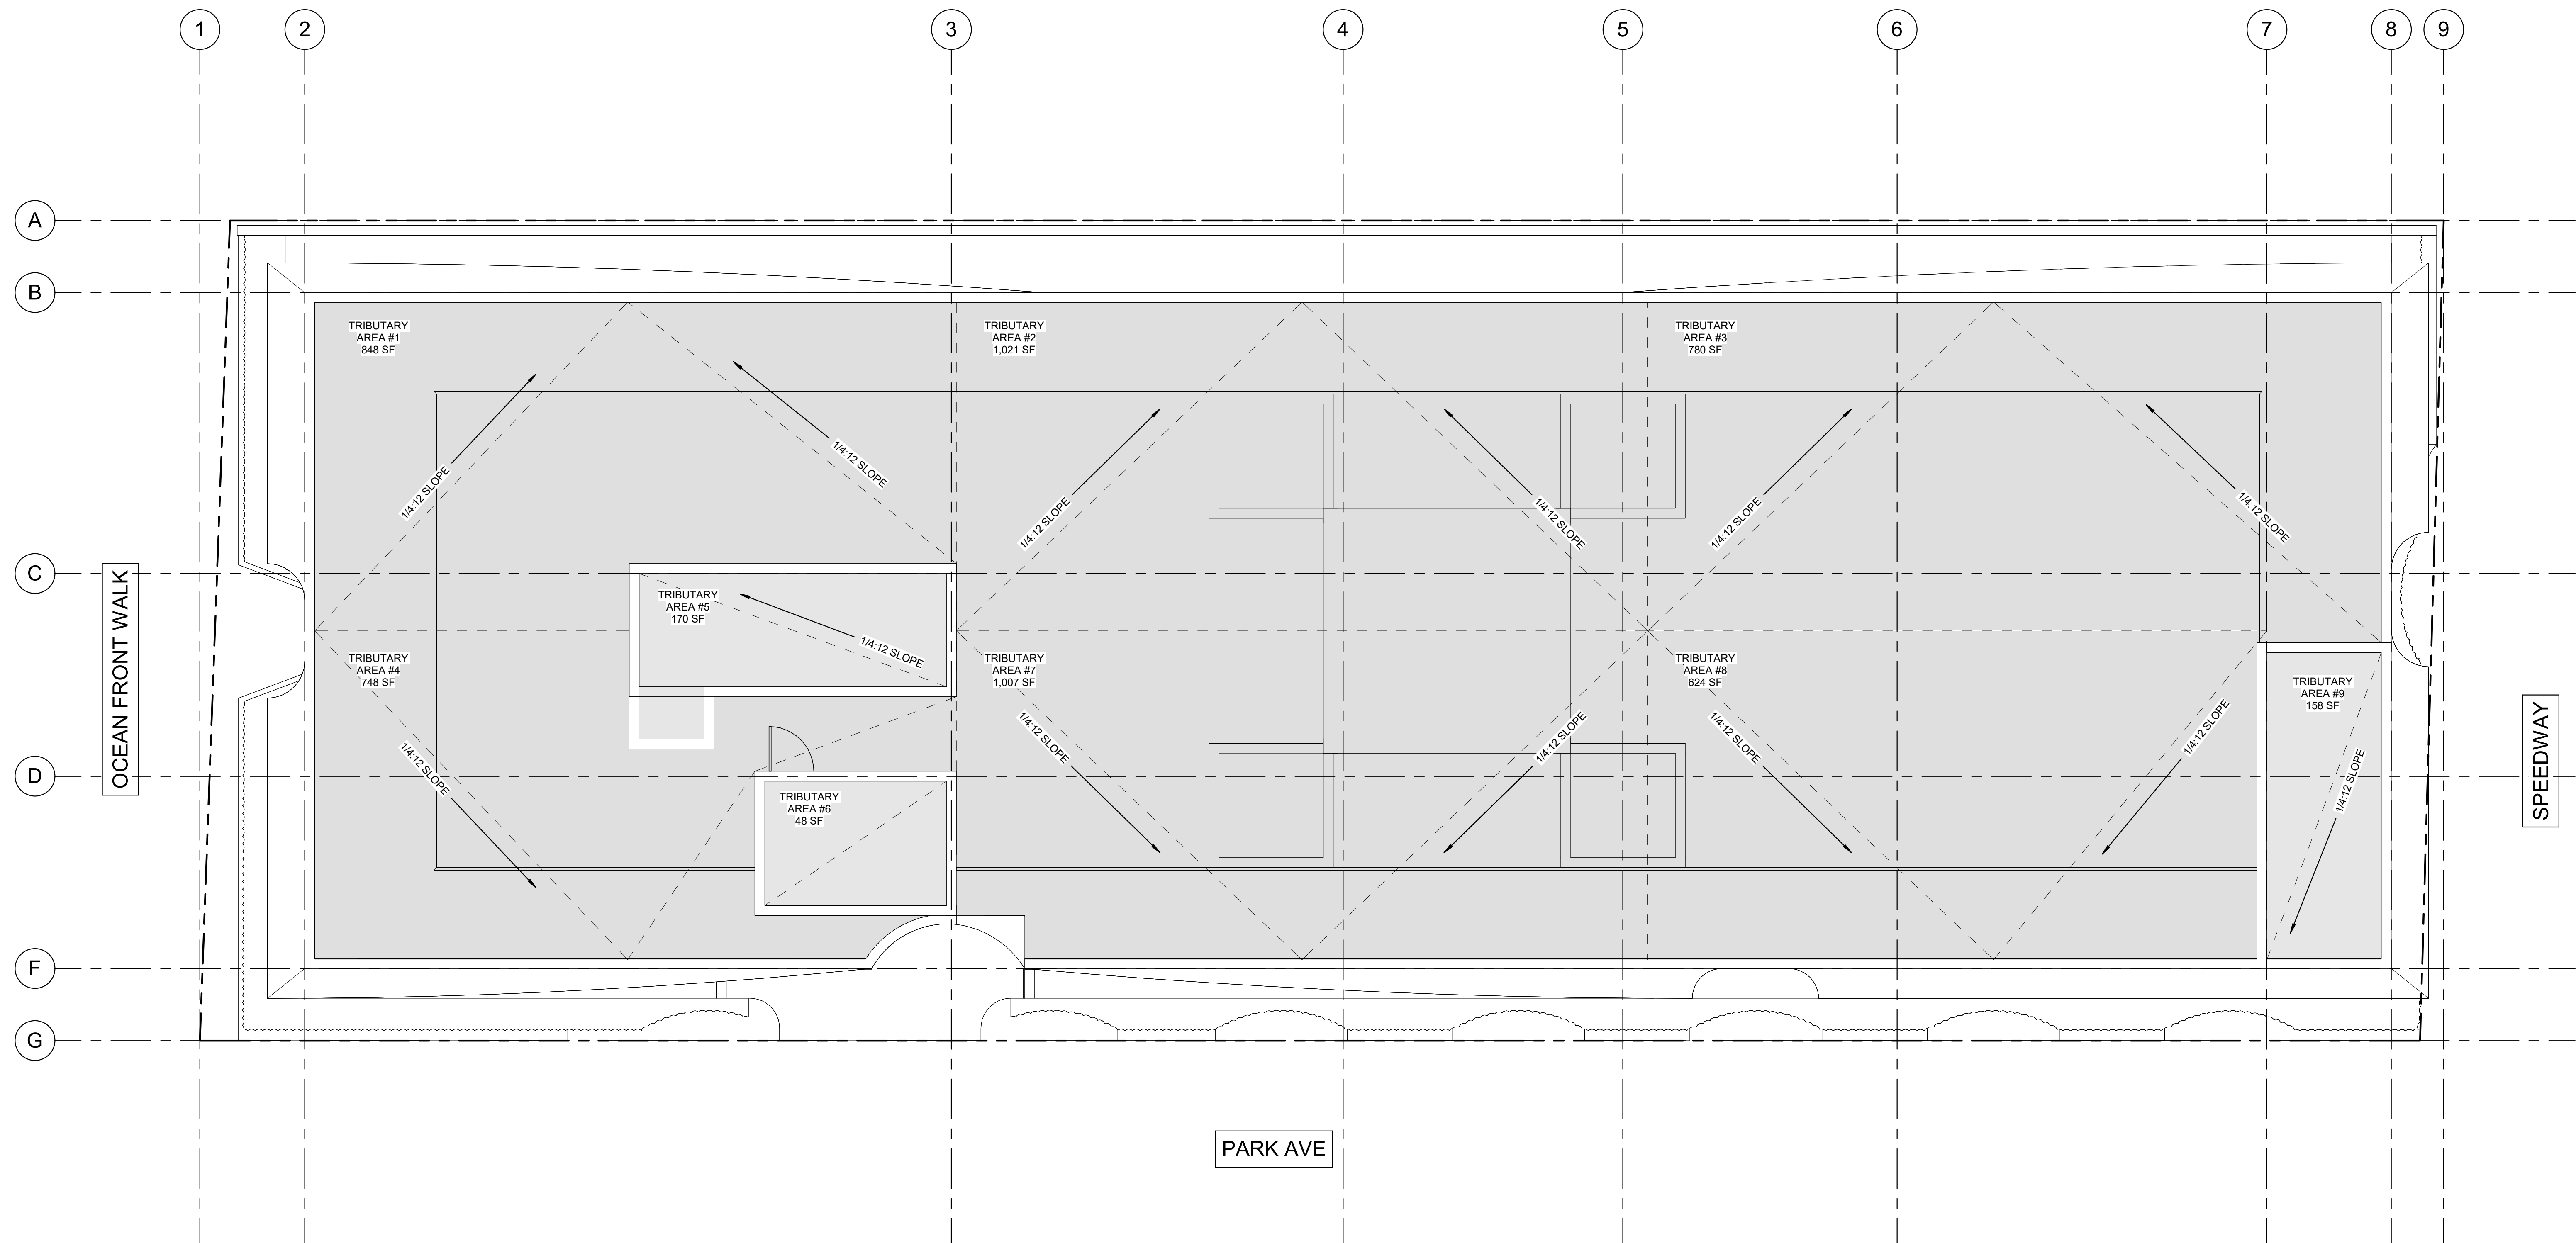 1
2
3
4
5
6
7
8
9
A
B
C
D
F
G
OCEAN FRONT WALK
SPEEDWAY
PARK AVE
TRIBUTARY
AREA #1
848 SF
TRIBUTARY
AREA #2
1,021 SF
TRIBUTARY
AREA #3
780 SF
1/4:12 SLOPE
1/4:12 SLOPE
1/4:12 SLOPE
1/4:12 SLOPE
1/4:12 SLOPE
1/4:12 SLOPE
TRIBUTARY
AREA #5
170 SF
1/4:12 SLOPE
TRIBUTARY
AREA #4
748 SF
TRIBUTARY
AREA #7
1,007 SF
TRIBUTARY
AREA #8
624 SF
TRIBUTARY
AREA #9
158 SF
1/4:12 SLOPE
1/4:12 SLOPE
1/4:12 SLOPE
1/4:12 SLOPE
1/4:12 SLOPE
1/4:12 SLOPE
TRIBUTARY
AREA #6
48 SF